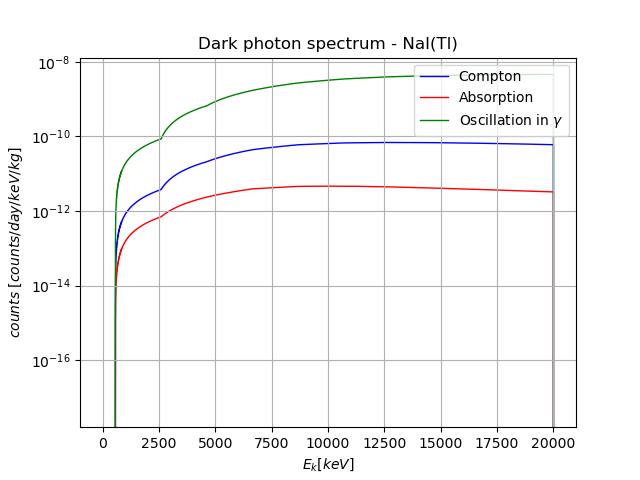 Dark photon spectrum - NaI(Tl)
Compton
Absorption
Oscillation in γ
counts [counts/day/keV/kg]
10⁻⁸
10⁻¹⁰
10⁻¹²
10⁻¹⁴
10⁻¹⁶
0 2500 5000 7500 10000 12500 15000 17500 20000
Eₖ[keV]